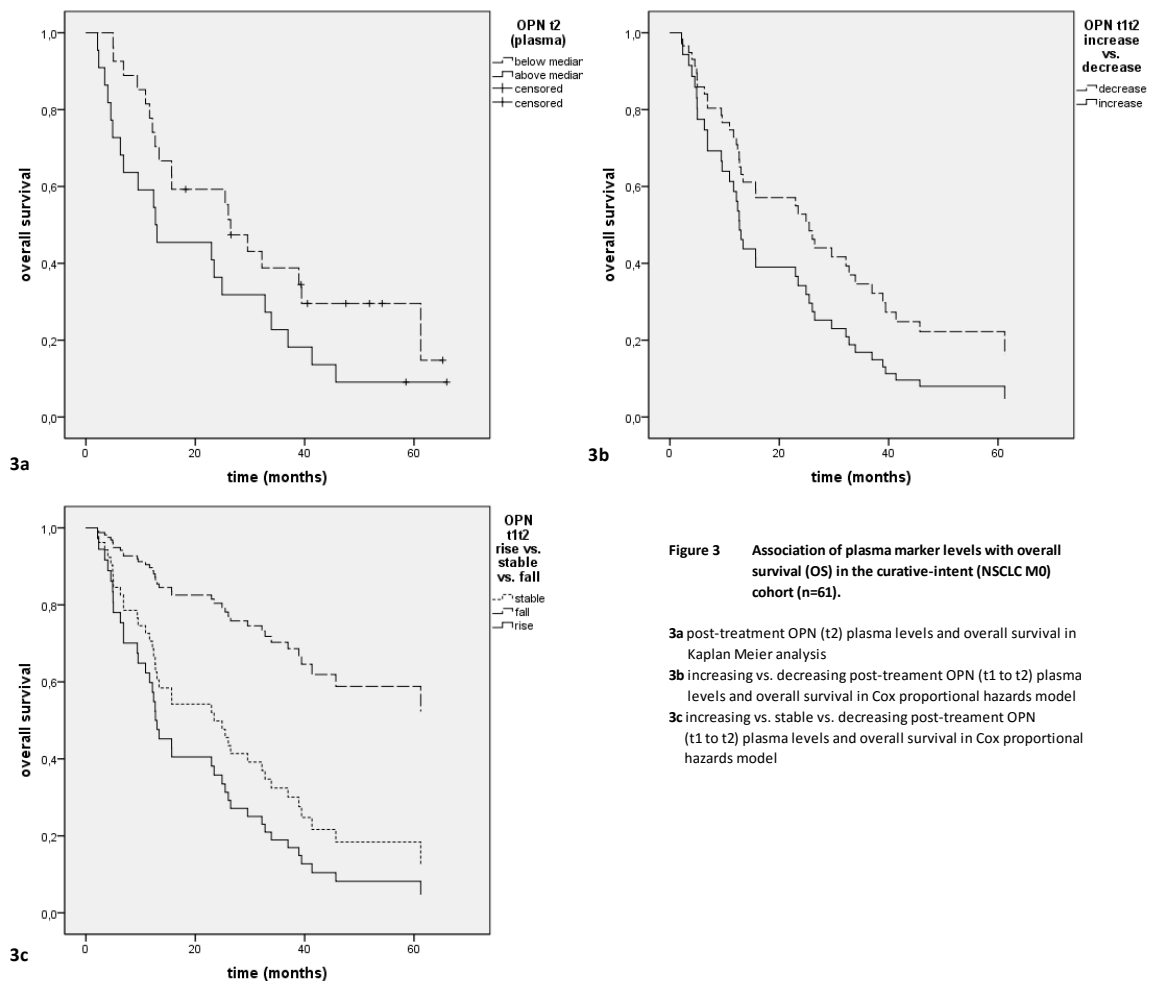 OPN t2
(plasma)
below median
above median
censored
censored
1,0
0,8
0,6
0,4
0,2
0,0
overall survival
0
20
40
60
time (months)
3a
OPN t1t2
increase
vs.
decrease
decrease
increase
1,0
0,8
0,6
0,4
0,2
0,0
overall survival
0
20
40
60
time (months)
3b
OPN
t1t2
rise vs.
stable
vs. fall
stable
fall
rise
1,0
0,8
0,6
0,4
0,2
0,0
overall survival
0
20
40
60
time (months)
3c
Figure 3 Association of plasma marker levels with overall
survival (OS) in the curative-intent (NSCLC M0)
cohort (n=61).
3a post-treatment OPN (t2) plasma levels and overall survival in
Kaplan Meier analysis
3b increasing vs. decreasing post-treament OPN (t1 to t2) plasma
levels and overall survival in Cox proportional hazards model
3c increasing vs. stable vs. decreasing post-treament OPN
(t1 to t2) plasma levels and overall survival in Cox proportional
hazards model